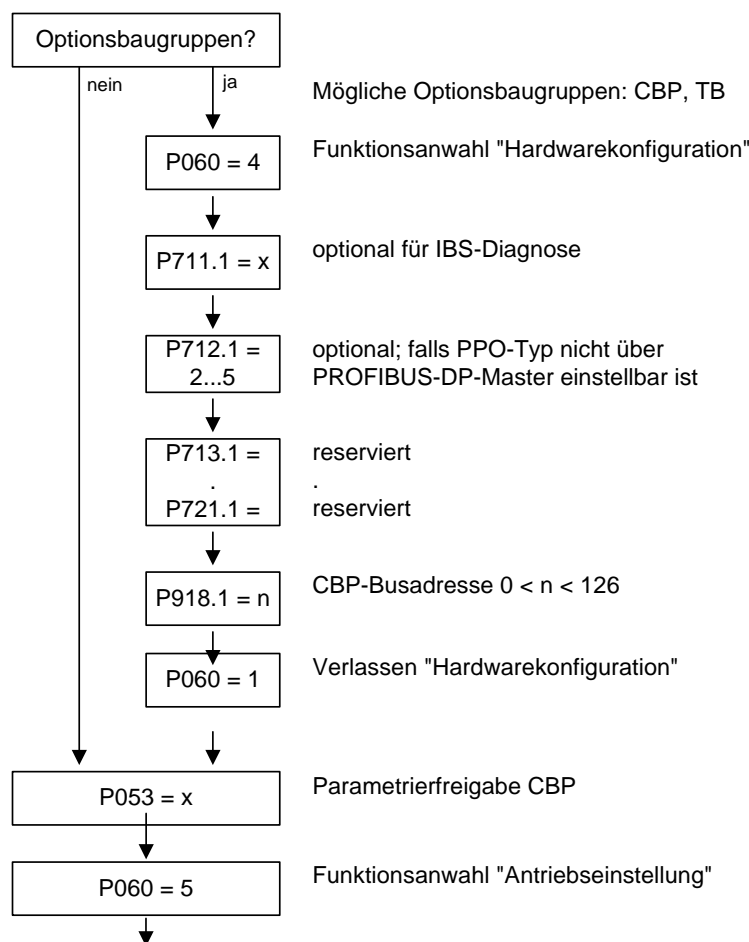 Optionsbaugruppen?
nein
ja
Mögliche Optionsbaugruppen: CBP, TB
P060 = 4
Funktionsanwahl "Hardwarekonfiguration"
P711.1 = x
optional für IBS-Diagnose
P712.1 =
2...5
optional; falls PPO-Typ nicht über
PROFIBUS-DP-Master einstellbar ist
P713.1 =
.
P721.1 =
reserviert
.
reserviert
P918.1 = n
CBP-Busadresse 0 < n < 126
P060 = 1
Verlassen "Hardwarekonfiguration"
P053 = x
Parametrierfreigabe CBP
P060 = 5
Funktionsanwahl "Antriebseinstellung"